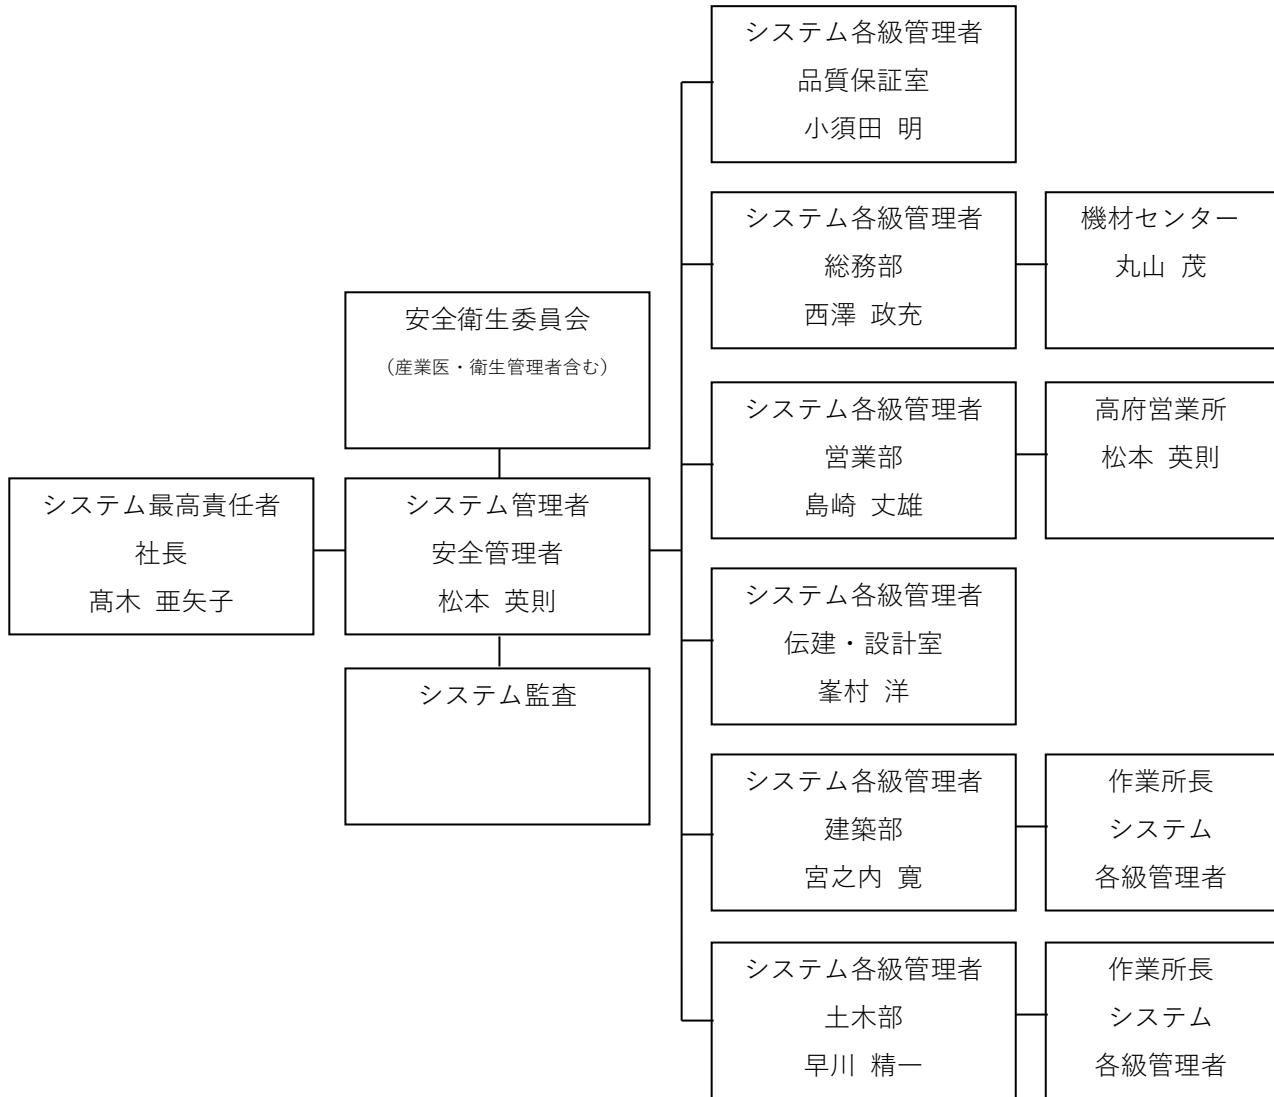 システム最高責任者
社長
髙木 亜矢子
安全衛生委員会
（産業医・衛生管理者含む）
システム管理者
安全管理者
松本 英則
システム監査
システム各級管理者
品質保証室
小須田 明
システム各級管理者
総務部
西澤 政充
機材センター
丸山 茂
システム各級管理者
営業部
島崎 丈雄
高府営業所
松本 英則
システム各級管理者
伝建・設計室
峯村 洋
システム各級管理者
建築部
宮之内 寛
作業所長
システム
各級管理者
システム各級管理者
土木部
早川 精一
作業所長
システム
各級管理者